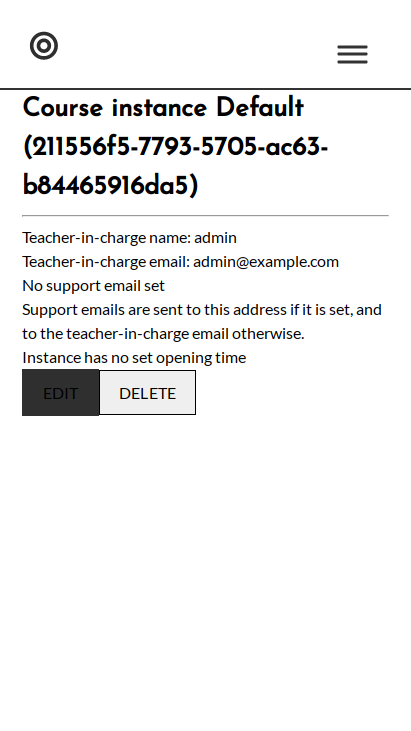 Course instance Default
(211556f5-7793-5705-ac63-
b84465916da5)
Teacher-in-charge name: admin
Teacher-in-charge email: admin@example.com
No support email set
Support emails are sent to this address if it is set, and
to the teacher-in-charge email otherwise.
Instance has no set opening time
EDIT DELETE